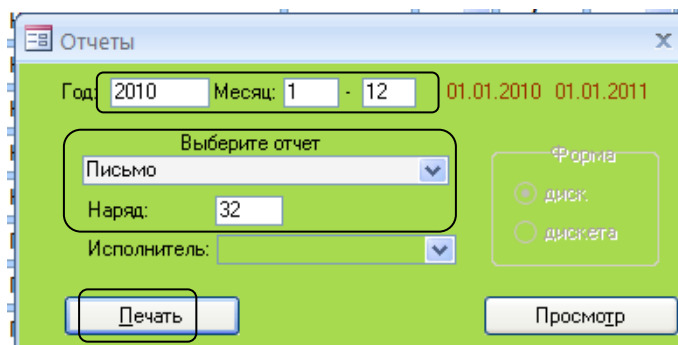 Отчеты
Год: 2010 Месяц: 1 - 12 01.01.2010 01.01.2011
Выберите отчет
Письмо
Форма
диск
Наряд: 32
дискета
Исполнитель:
Печать Просмотр